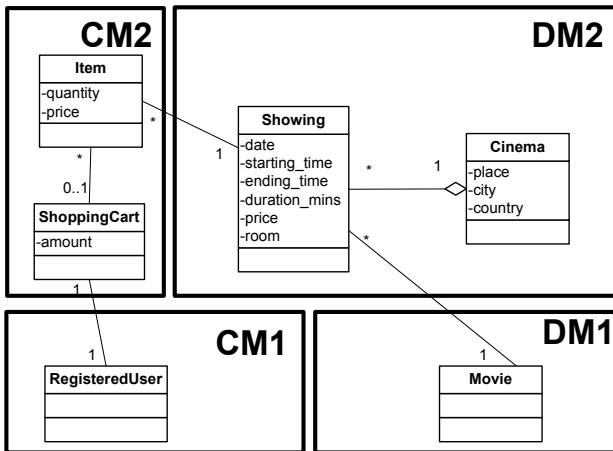 CM2
DM2
Item
-quantity
-price
*
*
0..1
ShoppingCart
-amount
1
1
Showing
-date
-starting_time
-ending_time
-duration_mins
-price
-room
1
*
1
*
Cinema
-place
-city
-country
CM1
RegisteredUser
DM1
1
Movie